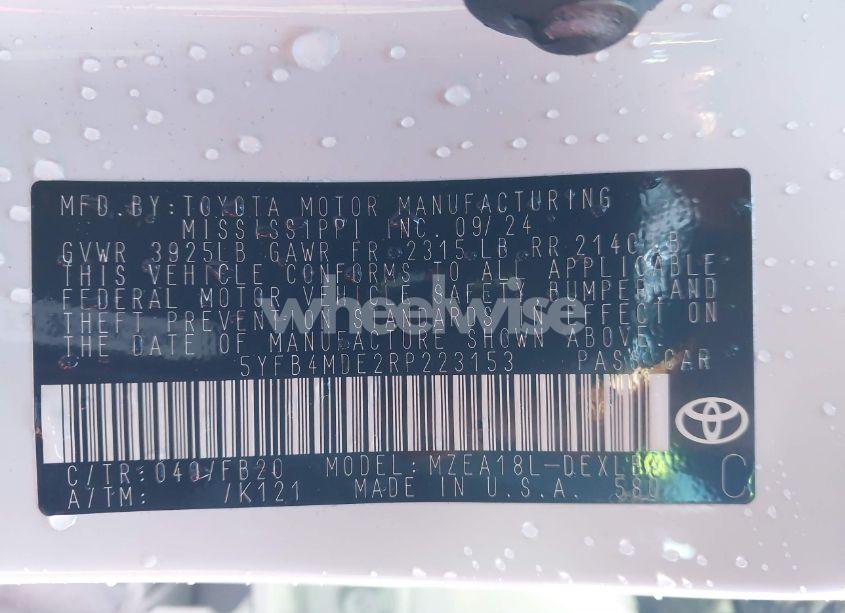 MFD.BY:TOYOTA MOTOR MANUFACTURING
MISSISSIPPI INC. 09/24
GVWR 3925LB GAWR FR 2315LB RR 2140LB
THIS VEHICLE CONFORMS TO ALL APPLICABLE
FEDERAL MOTOR VEHICLE SAFETY BUMPER AND
THEFT PREVENTION STANDARDS IN EFFECT ON
THE DATE OF MANUFACTURE SHOWN ABOVE.
wheelwise
5YFB4MDE2RP223153 PASS CAR
C/TR:040/FB20 MODEL:
A/TM: /K121 MADE IN U.S.A. 580 C